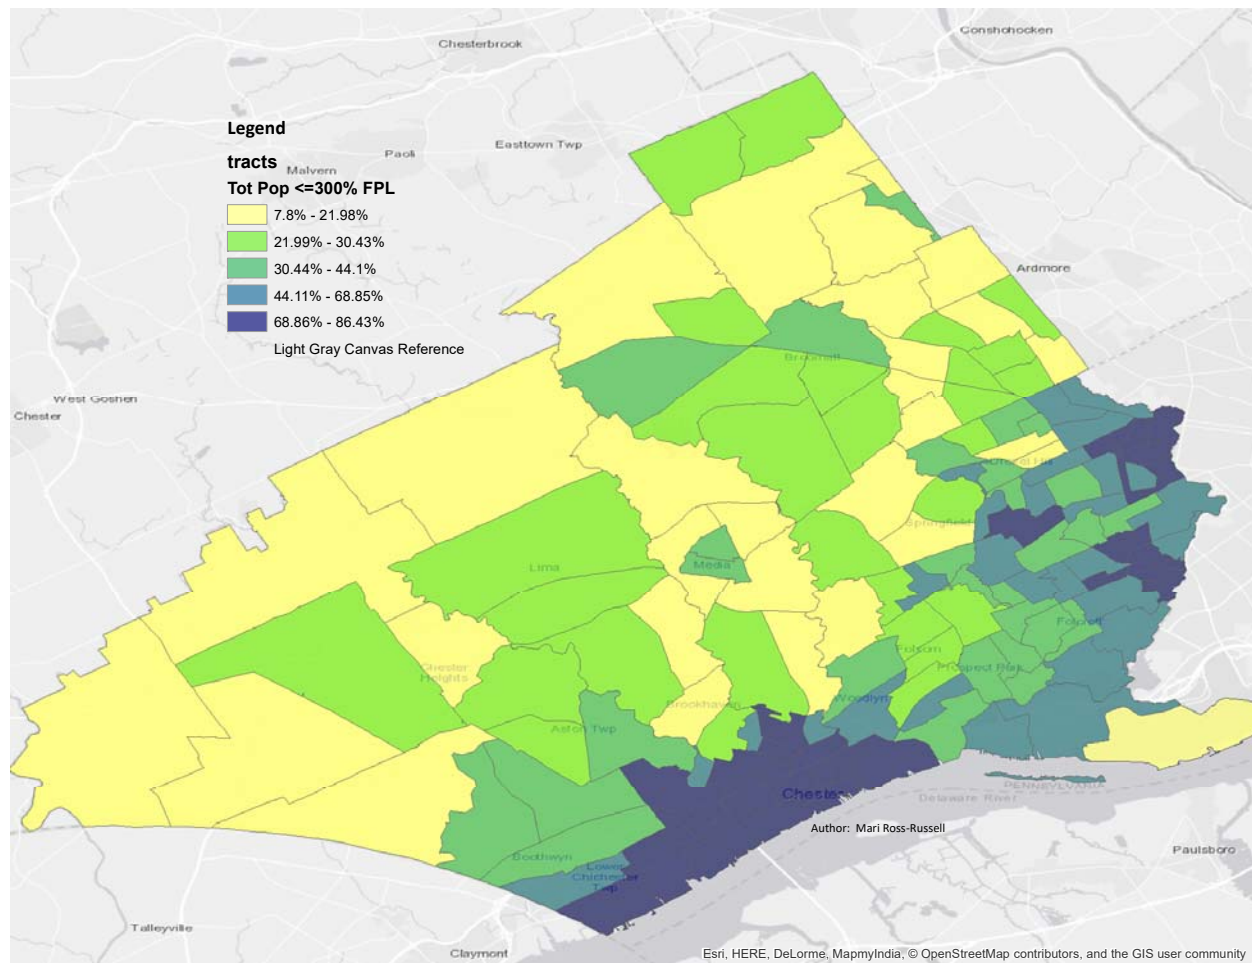 Conshohocken
Chesterbrook
Legend
tracts
Paoli
Easttown Twp
Malvern
Tot Pop <=300% FPL
7.8% - 21.98%
21.99% - 30.43%
30.44% - 44.1%
44.11% - 68.85%
68.86% - 86.43%
Light Gray Canvas Reference
Ardmore
Broomall
West Goshen
Chester
Drexel Hill
Springfield
Lima
Media
Folcroft
Folsom
Chester
Heights
Prospect Park
Woodlyn
Brookhaven
Aston Twp
PENNSYLVANIA
Chester
Delaware River
Author: Mari Ross-Russell
Boothwyn
Lower
Chichester
Twp
Paulsboro
Talleyville
Claymont
Esri, HERE, DeLorme, MapmyIndia, © OpenStreetMap contributors, and the GIS user community